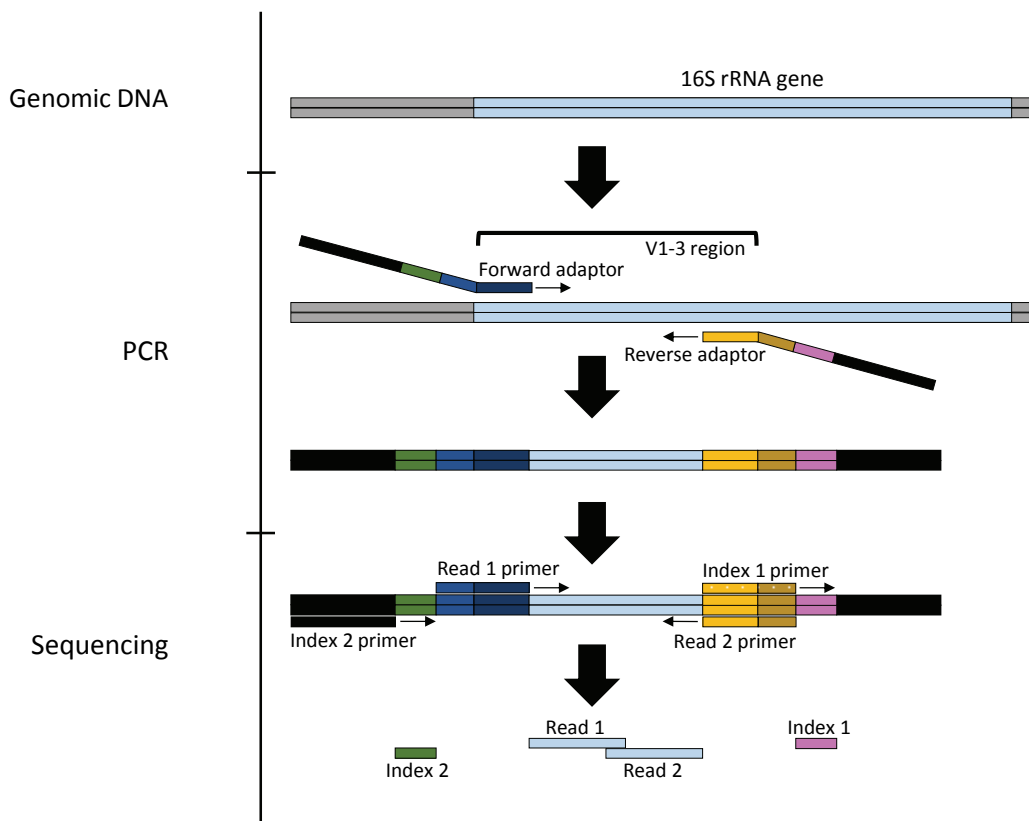 16S rRNA gene
Genomic DNA
V1-3 region
Forward adaptor
PCR
Reverse adaptor
Read 1 primer
Index 1 primer
Index 2 primer
Read 2 primer
Sequencing
Read 1
Index 1
Index 2
Read 2